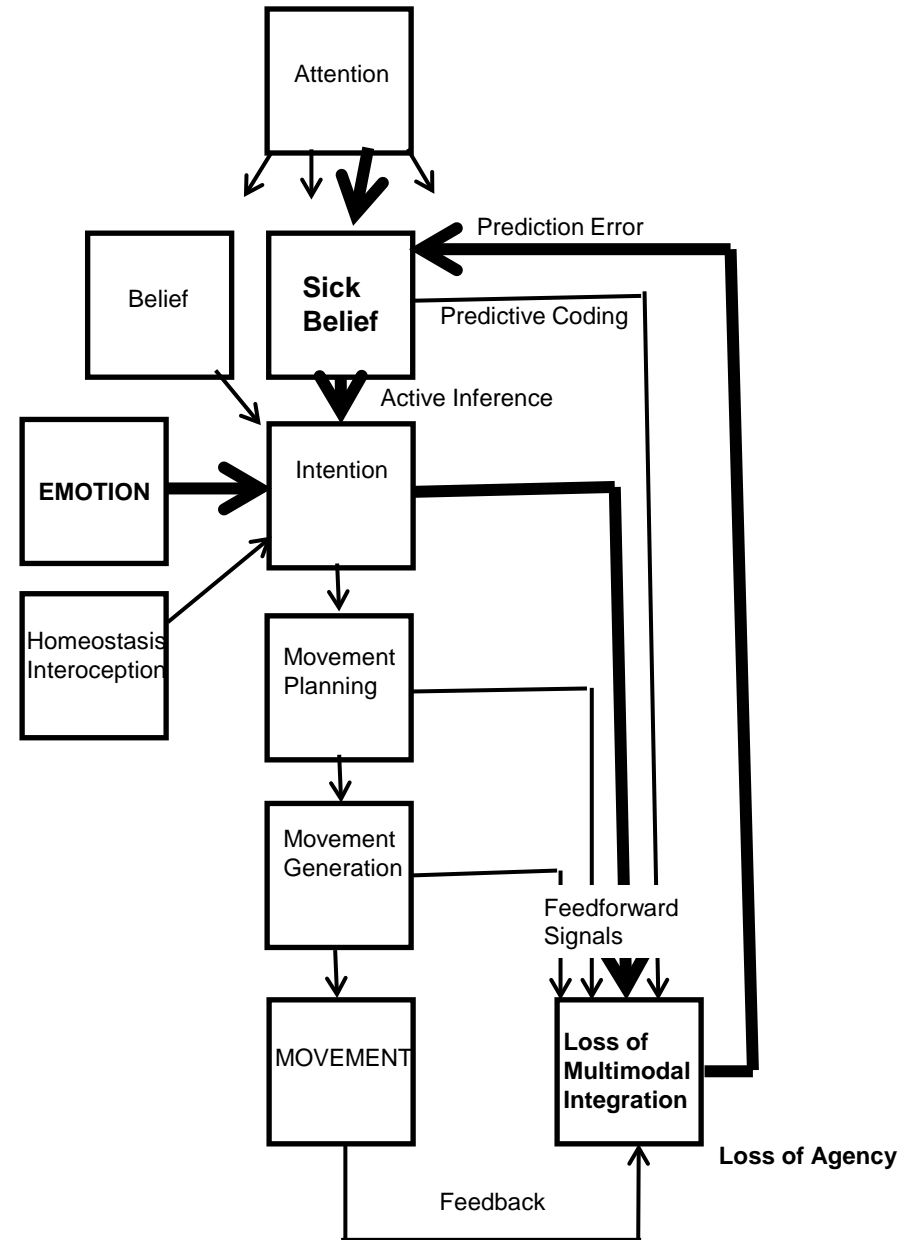 Attention
Prediction Error
Belief
Sick
Belief
Predictive Coding
Active Inference
EMOTION
Intention
Homeostasis
Interoception
Movement
Planning
Movement
Generation
Feedforward
Signals
MOVEMENT
Loss of
Multimodal
Integration
Loss of Agency
Feedback